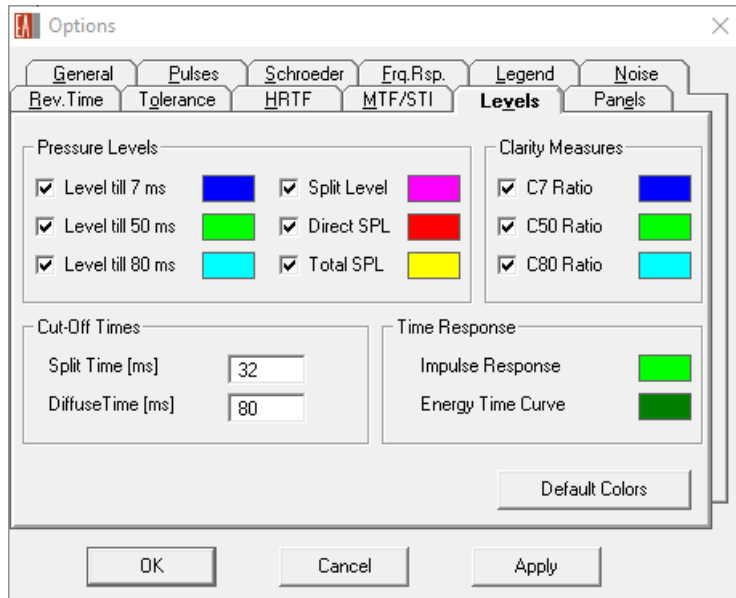 EA Options
General Pulses Schroeder Frq.Rsp. Legend Noise
Rev.Time Tolerance HRTF MTF/STI Levels Panels
Pressure Levels
Level till 7 ms Split Level
Level till 50 ms Direct SPL
Level till 80 ms Total SPL
Clarity Measures
C7 Ratio
C50 Ratio
C80 Ratio
Cut-Off Times
Split Time [ms] 32
DiffuseTime [ms] 80
Time Response
Impulse Response
Energy Time Curve
Default Colors
OK Cancel Apply